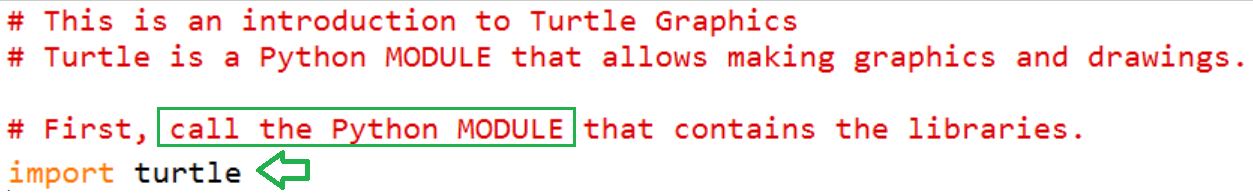 # This is an introduction to Turtle Graphics
# Turtle is a Python MODULE that allows making graphics and drawings.
# First, call the Python MODULE that contains the libraries.
import turtle